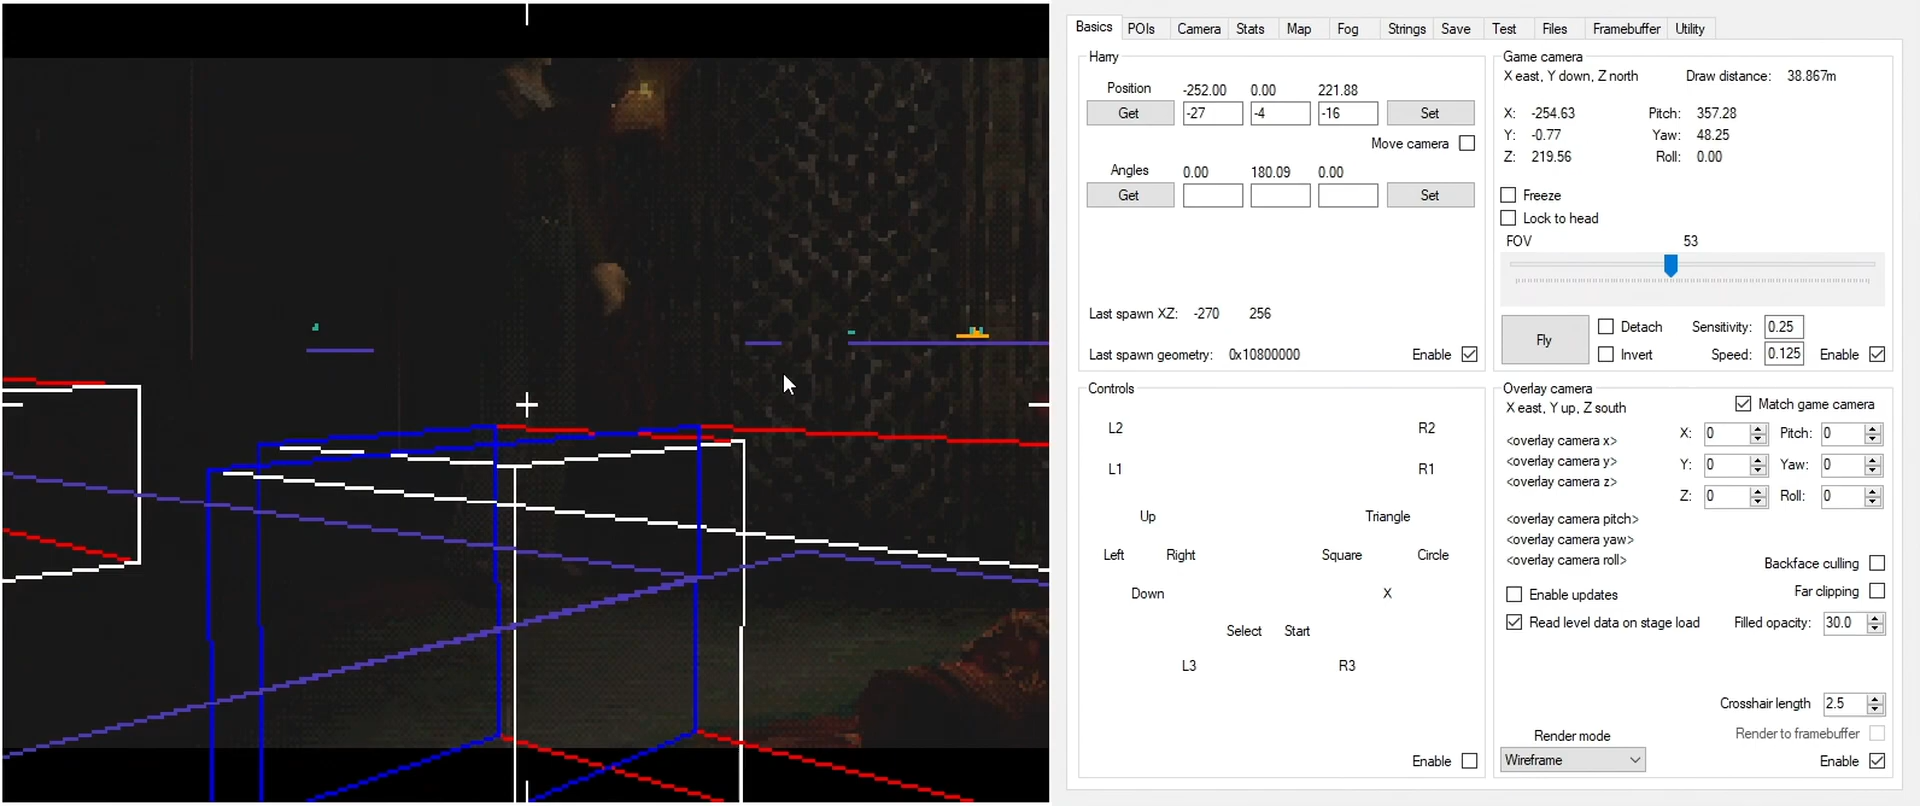 Basics POIs Camera Stats Map Fog Strings Save Test Files Framebuffer Utility
Harry
Position -252.00 0.00 221.88
Get -27 -4 -16 Set
Move camera
Angles 0.00 180.09 0.00
Get Set
Last spawn XZ: -270 256
Last spawn geometry: 0x10800000 Enable
Game camera
X east, Y down, Z north Draw distance: 38.867m
X: -254.63 Pitch: 357.28
Y: -0.77 Yaw: 48.25
Z: 219.56 Roll: 0.00
Freeze
Lock to head
FOV 53
Fly Detach Sensitivity: 0.25
Invert Speed: 0.125 Enable
Controls
L2 R2
L1 R1
Up Triangle
Left Right Square Circle
Down X
Select Start
L3 R3
Enable
Overlay camera
X east, Y up, Z south Match game camera
<overlay camera x> X: 0 Pitch: 0
<overlay camera y> Y: 0 Yaw: 0
<overlay camera z> Z: 0 Roll: 0
<overlay camera pitch>
<overlay camera yaw>
<overlay camera roll> Backface culling
Enable updates Far clipping
Read level data on stage load Filled opacity: 30.0
Crosshair length 2.5
Render mode Render to framebuffer
Wireframe Enable